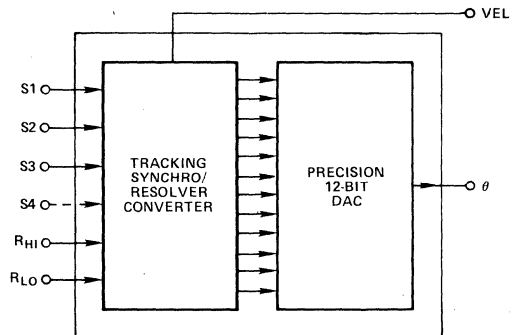 VEL
S1
S2
S3
S4
RHI
RLO
TRACKING
SYNCHRO/
RESOLVER
CONVERTER
PRECISION
12-BIT
DAC
θ